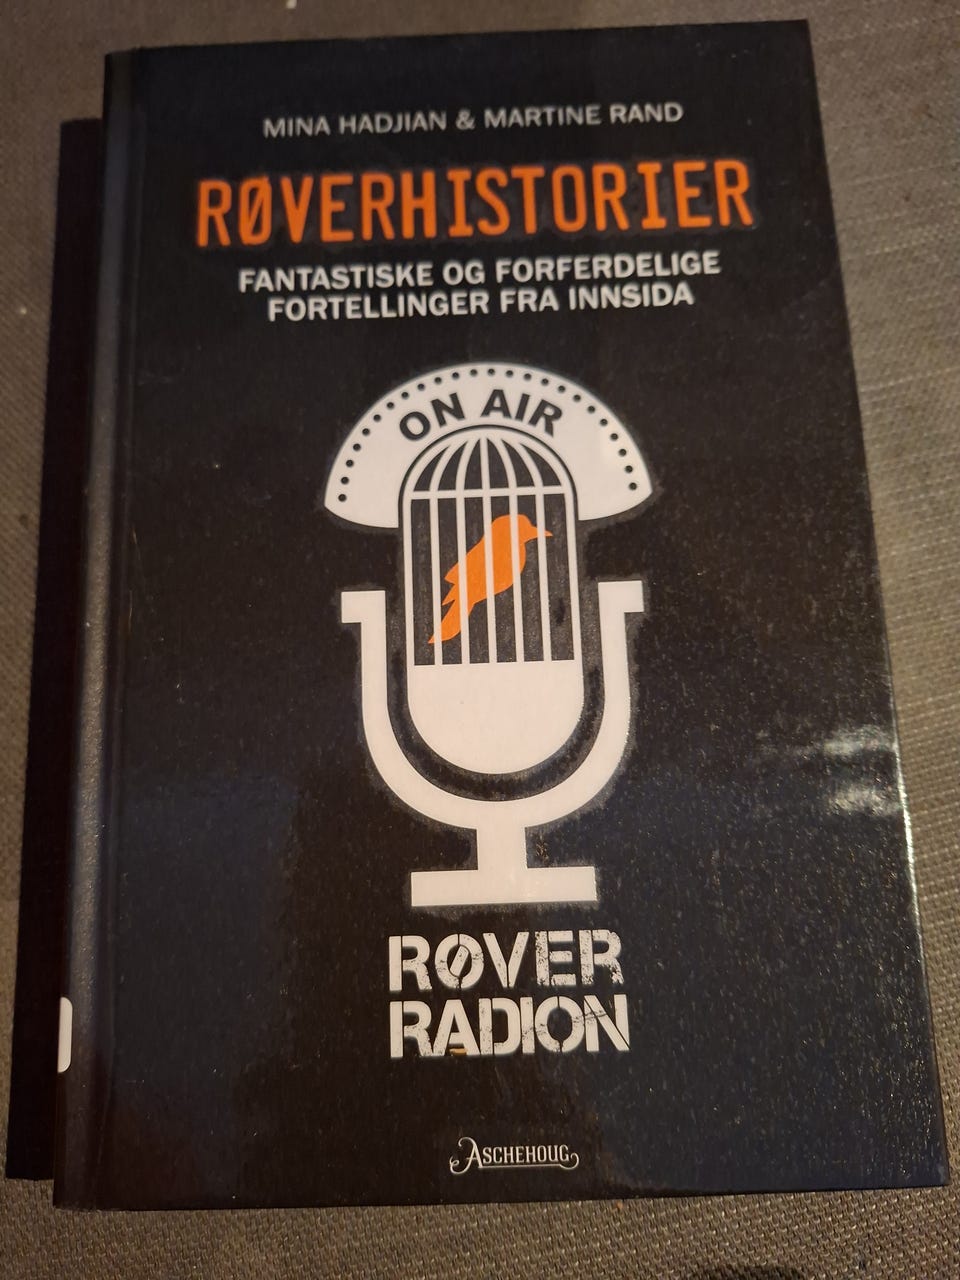 MINA HADJIAN & MARTINE RAND
RØVERHISTORIER
FANTASTISKE OG FORFERDELIGE
FORTELLINGER FRA INNSIDA
ON AIR
RØVER
RADION
ASCHEHOUG